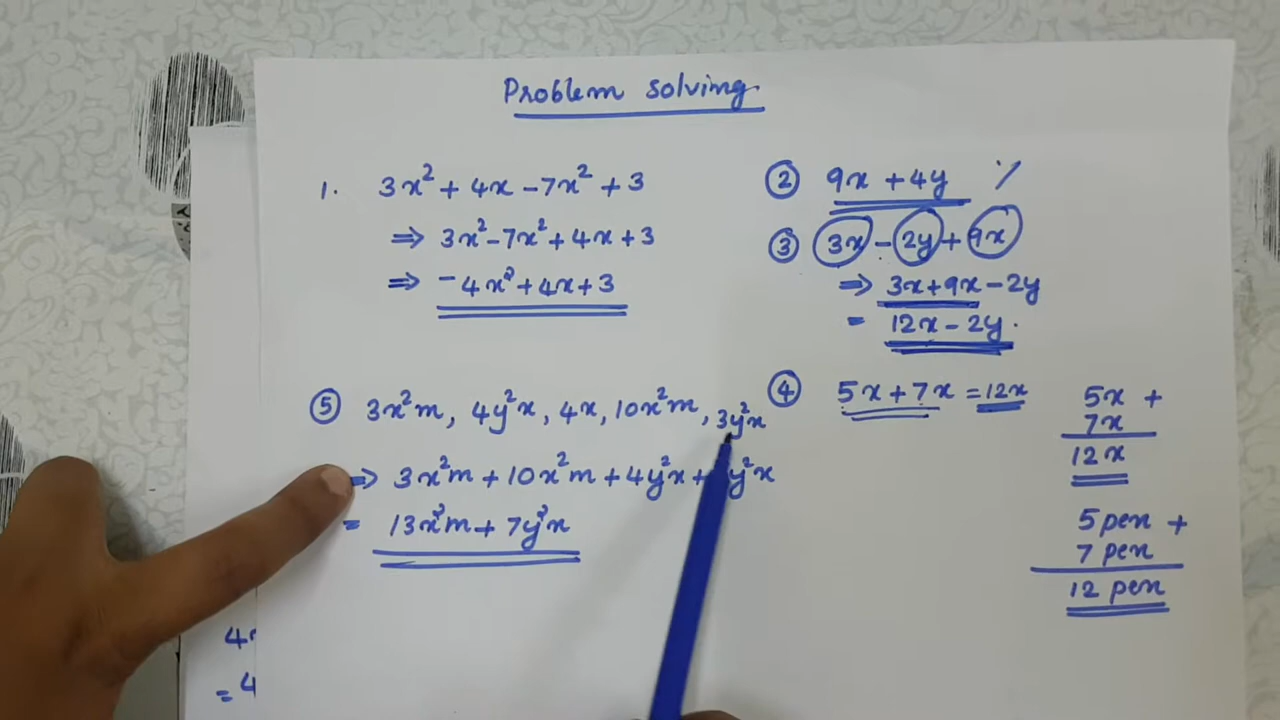 Problem solving
1. 3x² + 4x - 7x² + 3
⇒ 3x² - 7x² + 4x + 3
⇒ -4x² + 4x + 3
② 9x + 4y
③ 3x - 2y + 9x
⇒ 3x + 9x - 2y
= 12x - 2y.
④ 5x + 7x = 12x
5x +
7x
12x
5 pen +
7 pen
12 pen
⑤ 3x²m, 4y²x, 4x, 10x²m, 3y²x
⇒ 3x²m + 10x²m + 4y²x + y²x
= 13x²m + 7y²x
= 4